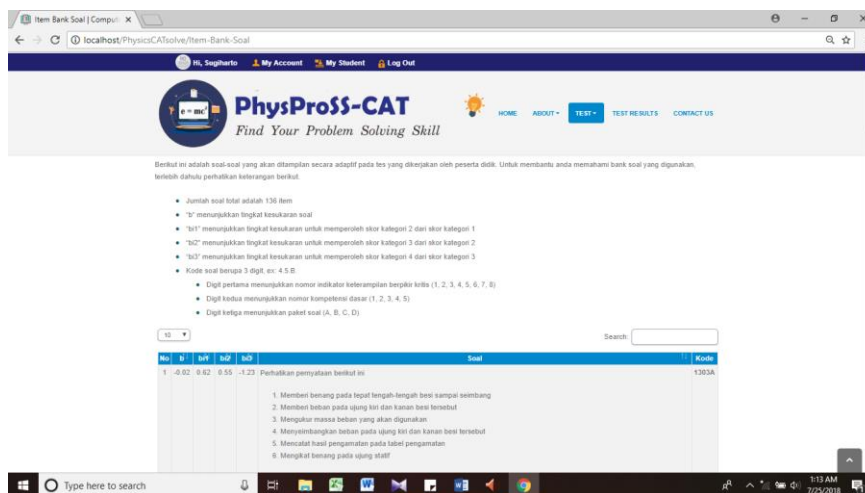 Item Bank Soal | Comput
localhost/PhysicsCATsolve/Item-Bank-Soal
Hi, Sugiharto My Account My Student Log Out
e = mc²
PhysProSS-CAT
Find Your Problem Solving Skill
HOME ABOUT TEST TEST RESULTS CONTACT US
Berikut ini adalah soal-soal yang akan ditampilan secara adaptif pada tes yang dikerjakan oleh peserta didik. Untuk membantu anda memahami bank soal yang digunakan,
terlebih dahulu perhatikan keterangan berikut.
Jumlah soal total adalah 136 item
"b" menunjukkan tingkat kesukaran soal
"bi1" menunjukkan tingkat kesukaran untuk memperoleh skor kategori 2 dari skor kategori 1
"bi2" menunjukkan tingkat kesukaran untuk memperoleh skor kategori 3 dari skor kategori 2
"bi3" menunjukkan tingkat kesukaran untuk memperoleh skor kategori 4 dari skor kategori 3
Kode soal berupa 3 digit, ex: 4.5.B.
Digit pertama menunjukkan nomor indikator keterampilan berpikir kritis (1, 2, 3, 4, 5, 6, 7, 8)
Digit kedua menunjukkan nomor kompetensi dasar (1, 2, 3, 4, 5)
Digit ketiga menunjukkan paket soal (A, B, C, D)
10
Search:
No b bi1 bi2 bi3 Soal Kode
1 -0.02 0.62 0.55 -1.23 Perhatikan pernyataan berikut ini 1303A
1. Memberi benang pada tepat tengah-tengah besi sampai seimbang
2. Memberi beban pada ujung kiri dan kanan besi tersebut
3. Mengukur massa beban yang akan digunakan
4. Menyeimbangkan beban pada ujung kiri dan kanan besi tersebut
5. Mencatat hasil pengamatan pada tabel pengamatan
6. Mengikat benang pada ujung statif
Type here to search
1:13 AM
7/25/2018